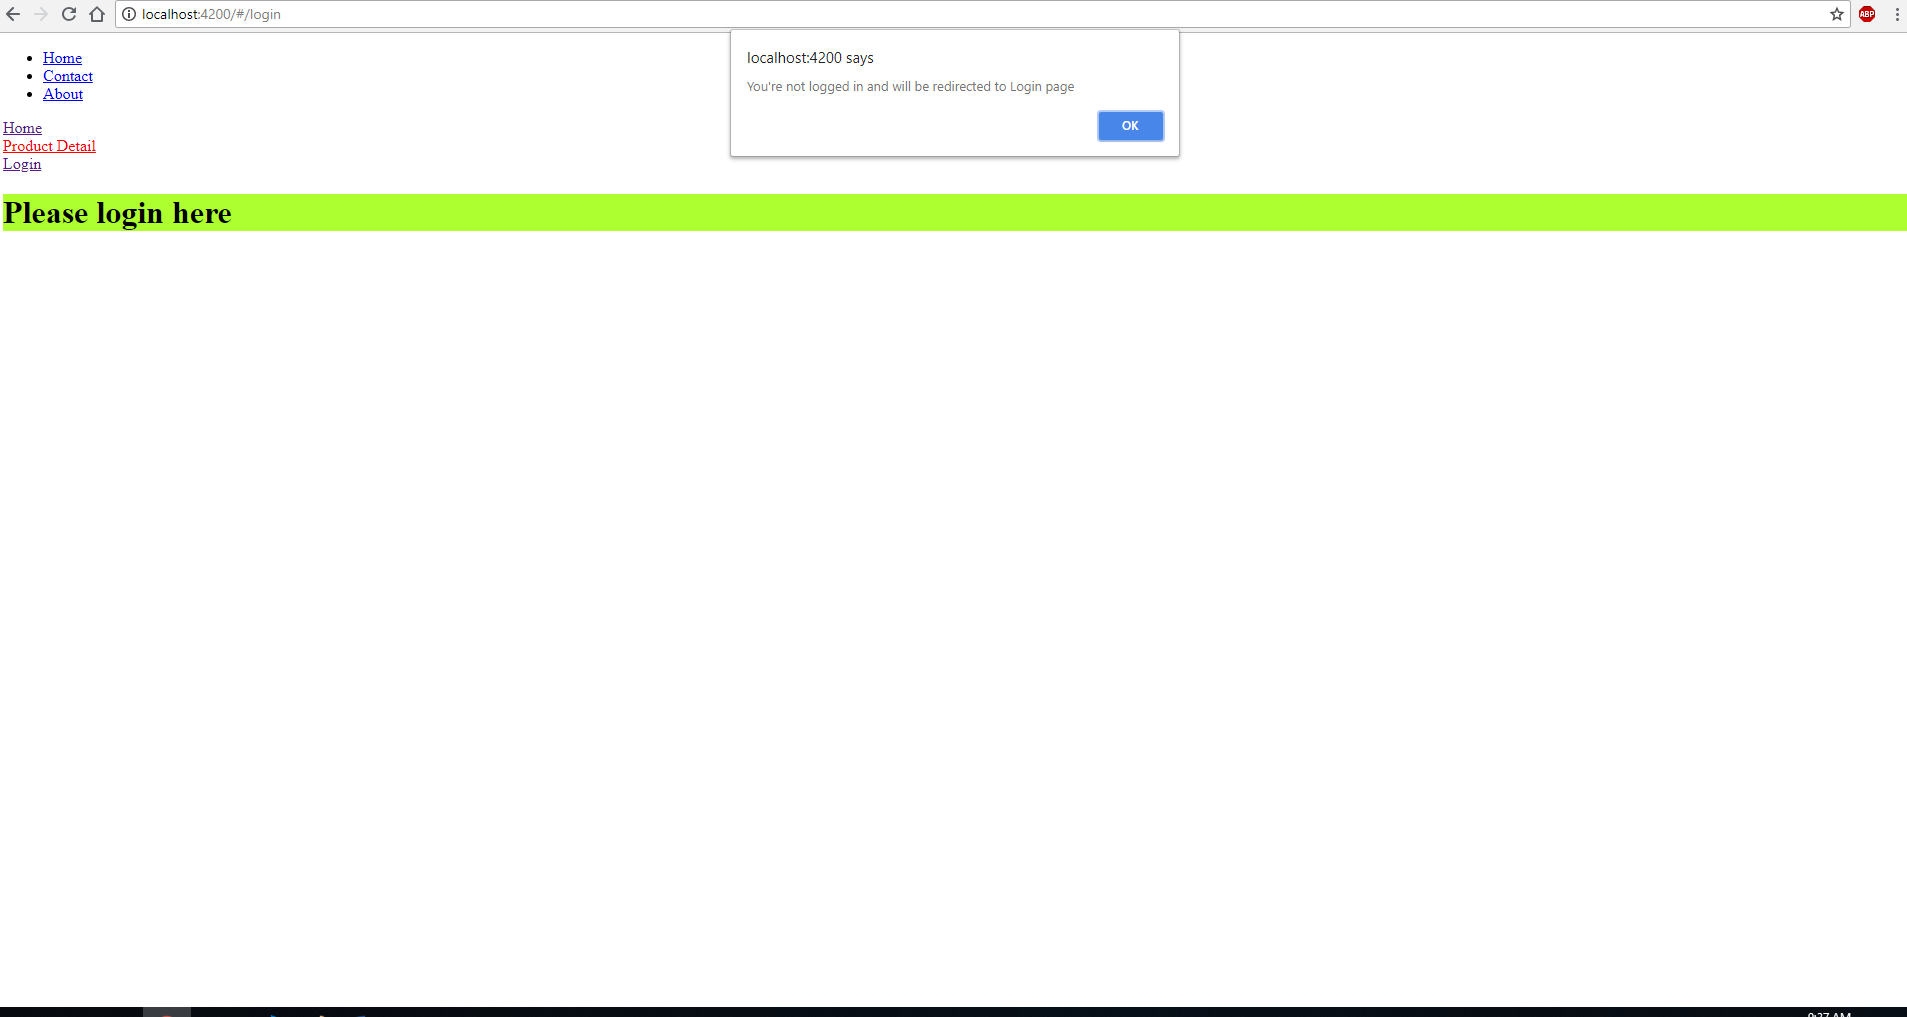 localhost:4200/#/login
ABP
localhost:4200 says
You're not logged in and will be redirected to Login page
OK
Home
Contact
About
Home
Product Detail
Login
Please login here